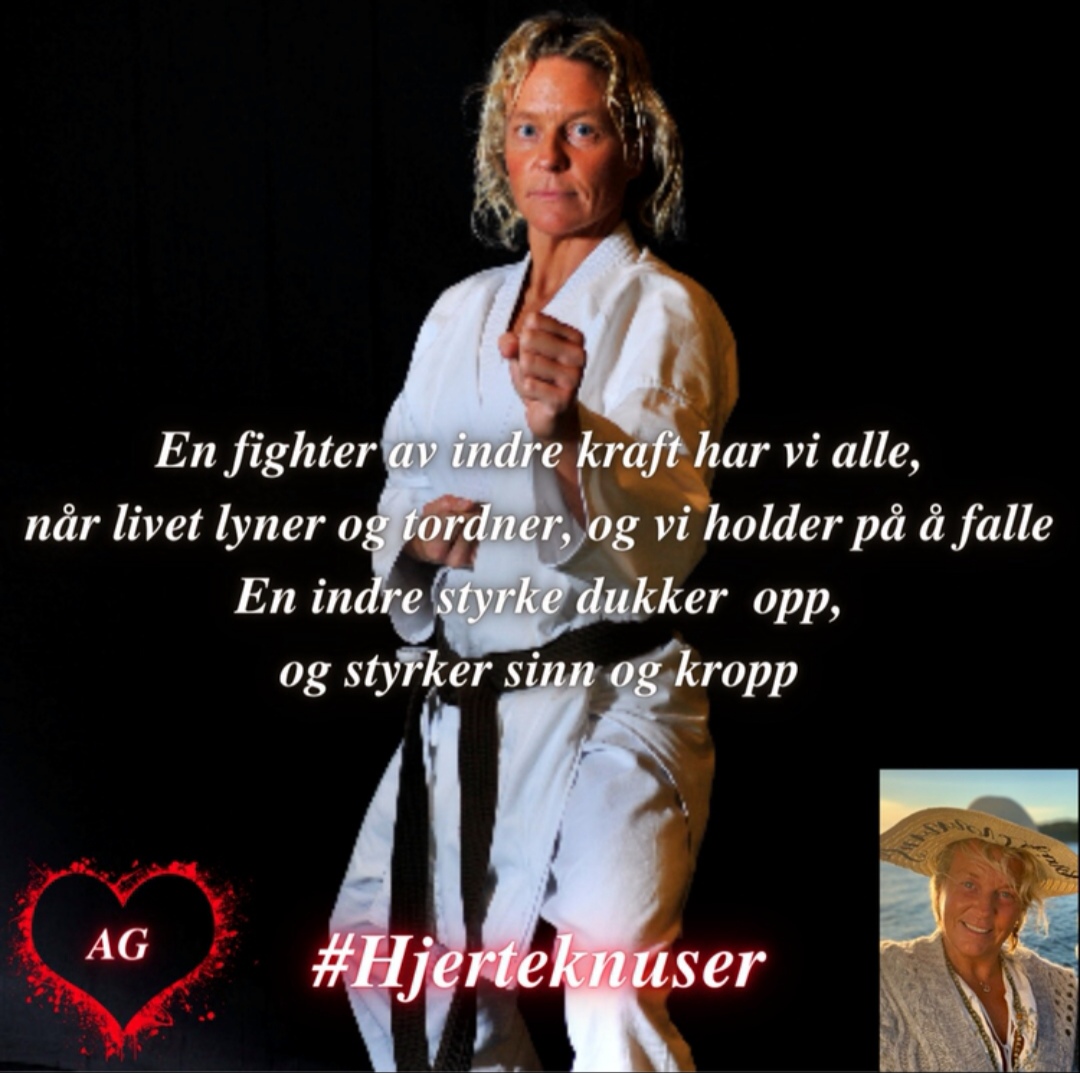 En fighter av indre kraft har vi alle,
når livet lyner og tordner, og vi holder på å falle
En indre styrke dukker  opp,
og styrker sinn og kropp
AG
#Hjerteknuser